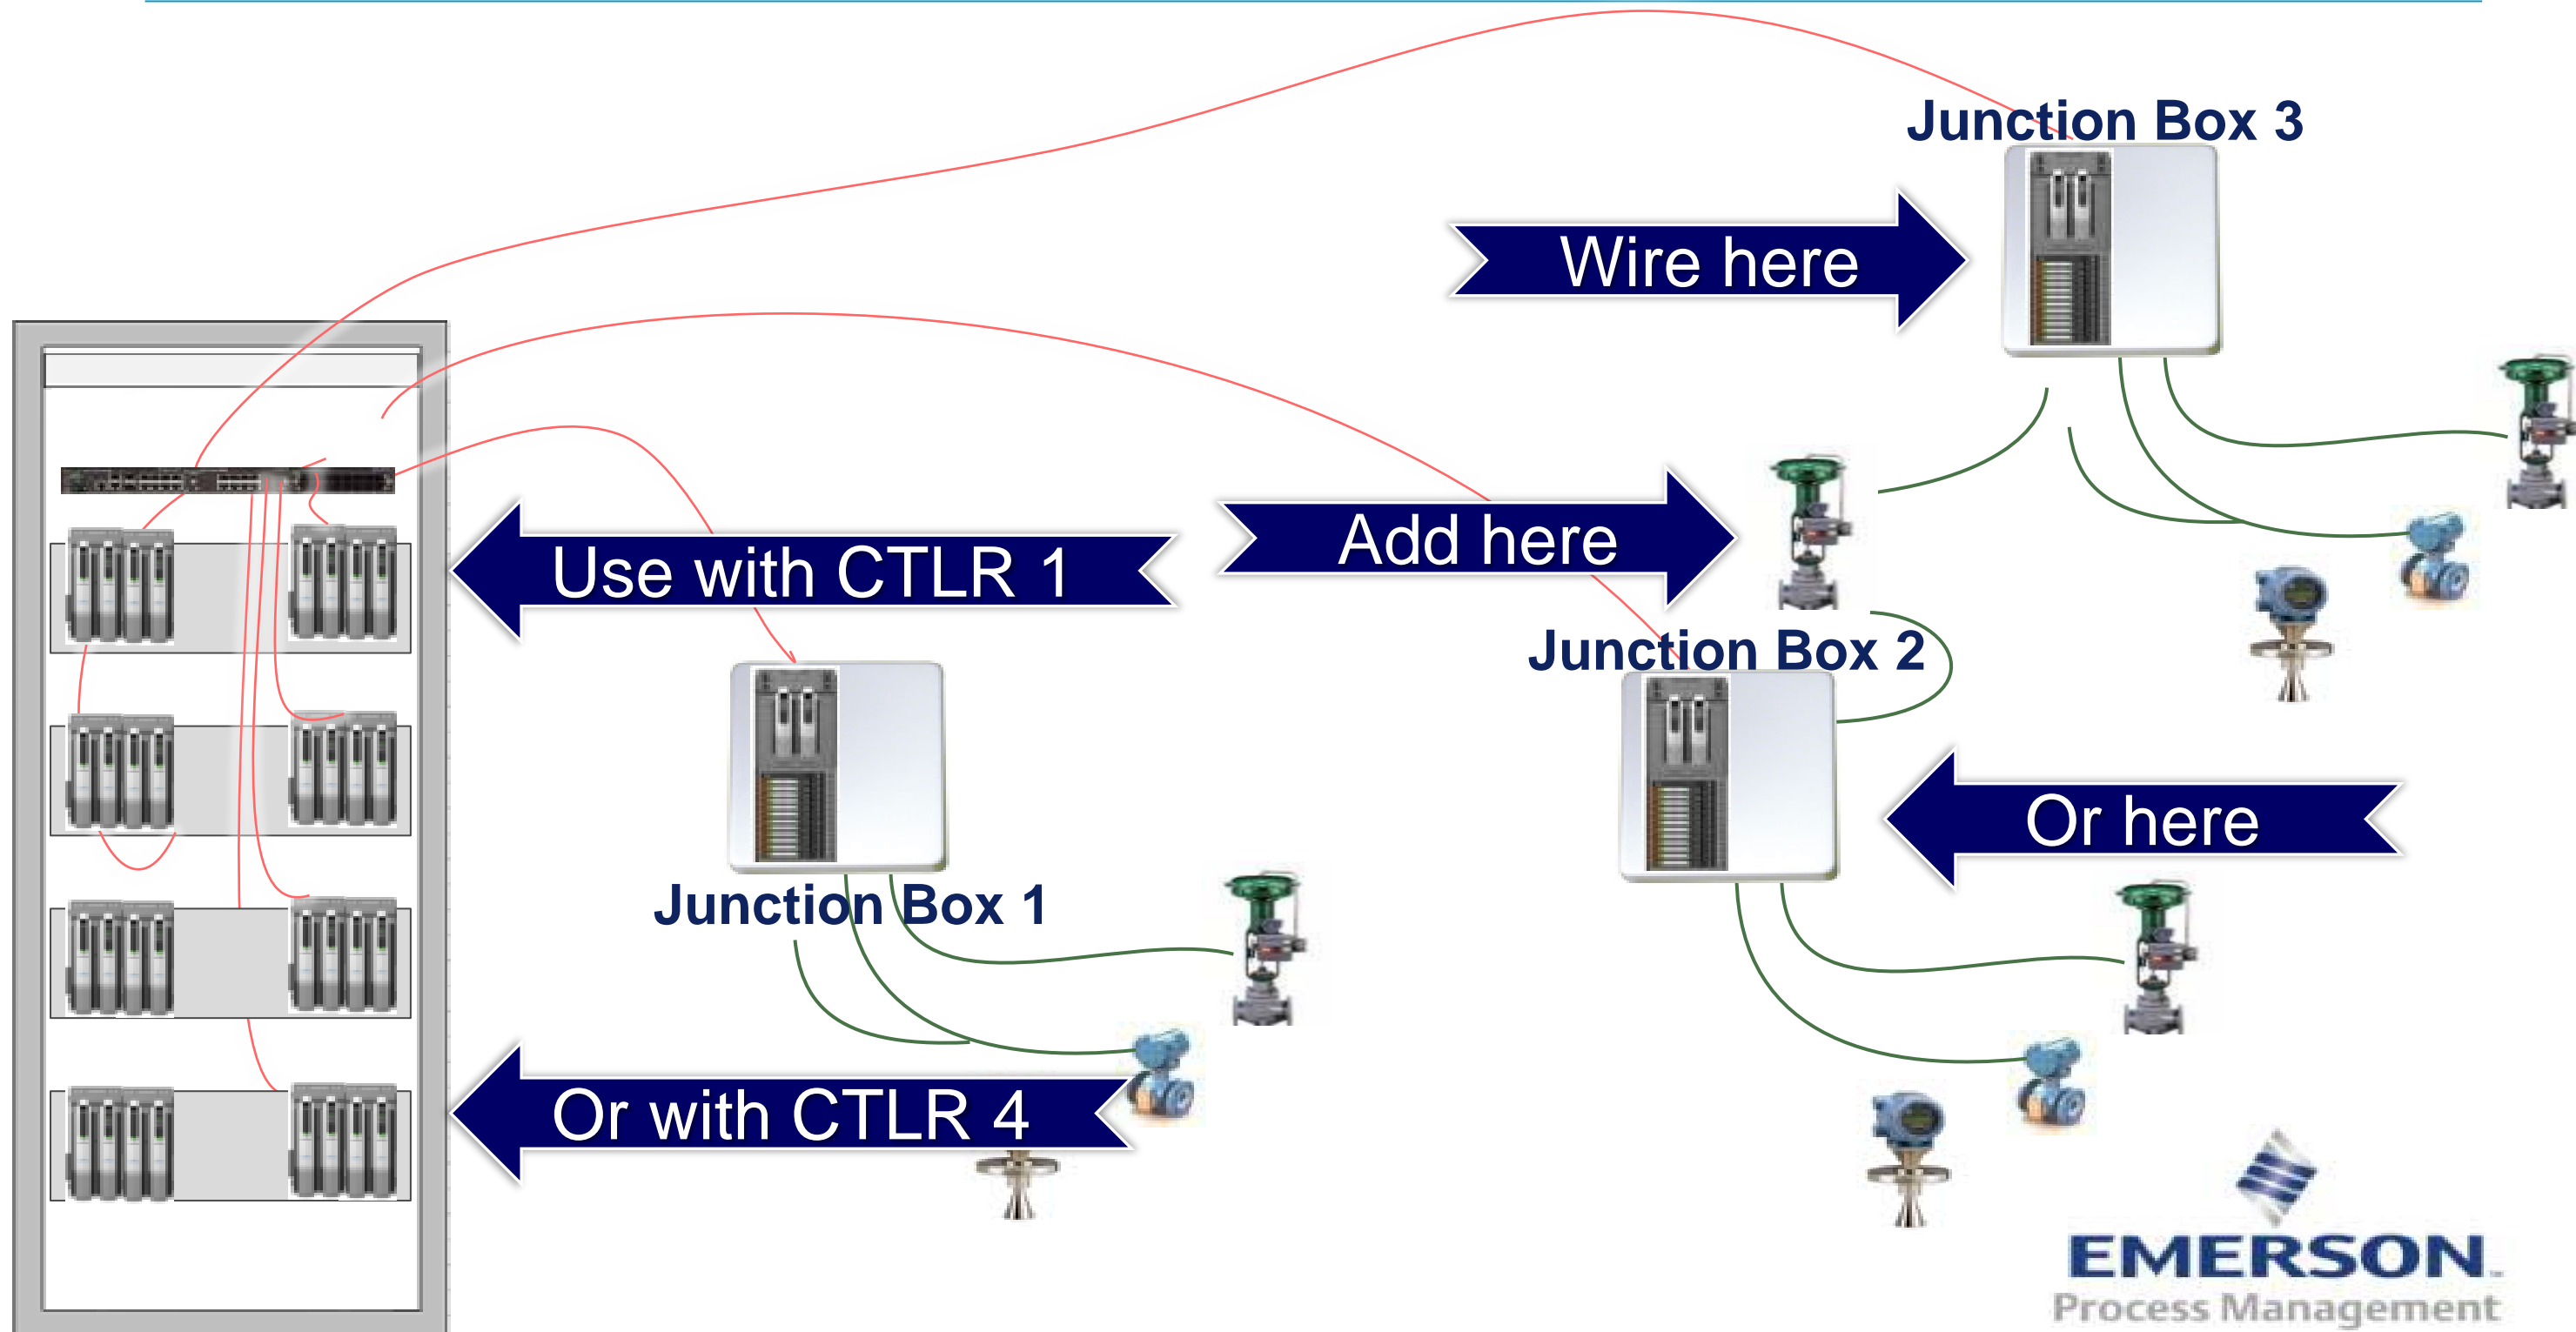 Junction Box 3
Wire here
Add here
Use with CTLR 1
Junction Box 2
Or here
Junction Box 1
Or with CTLR 4
EMERSON
Process Management